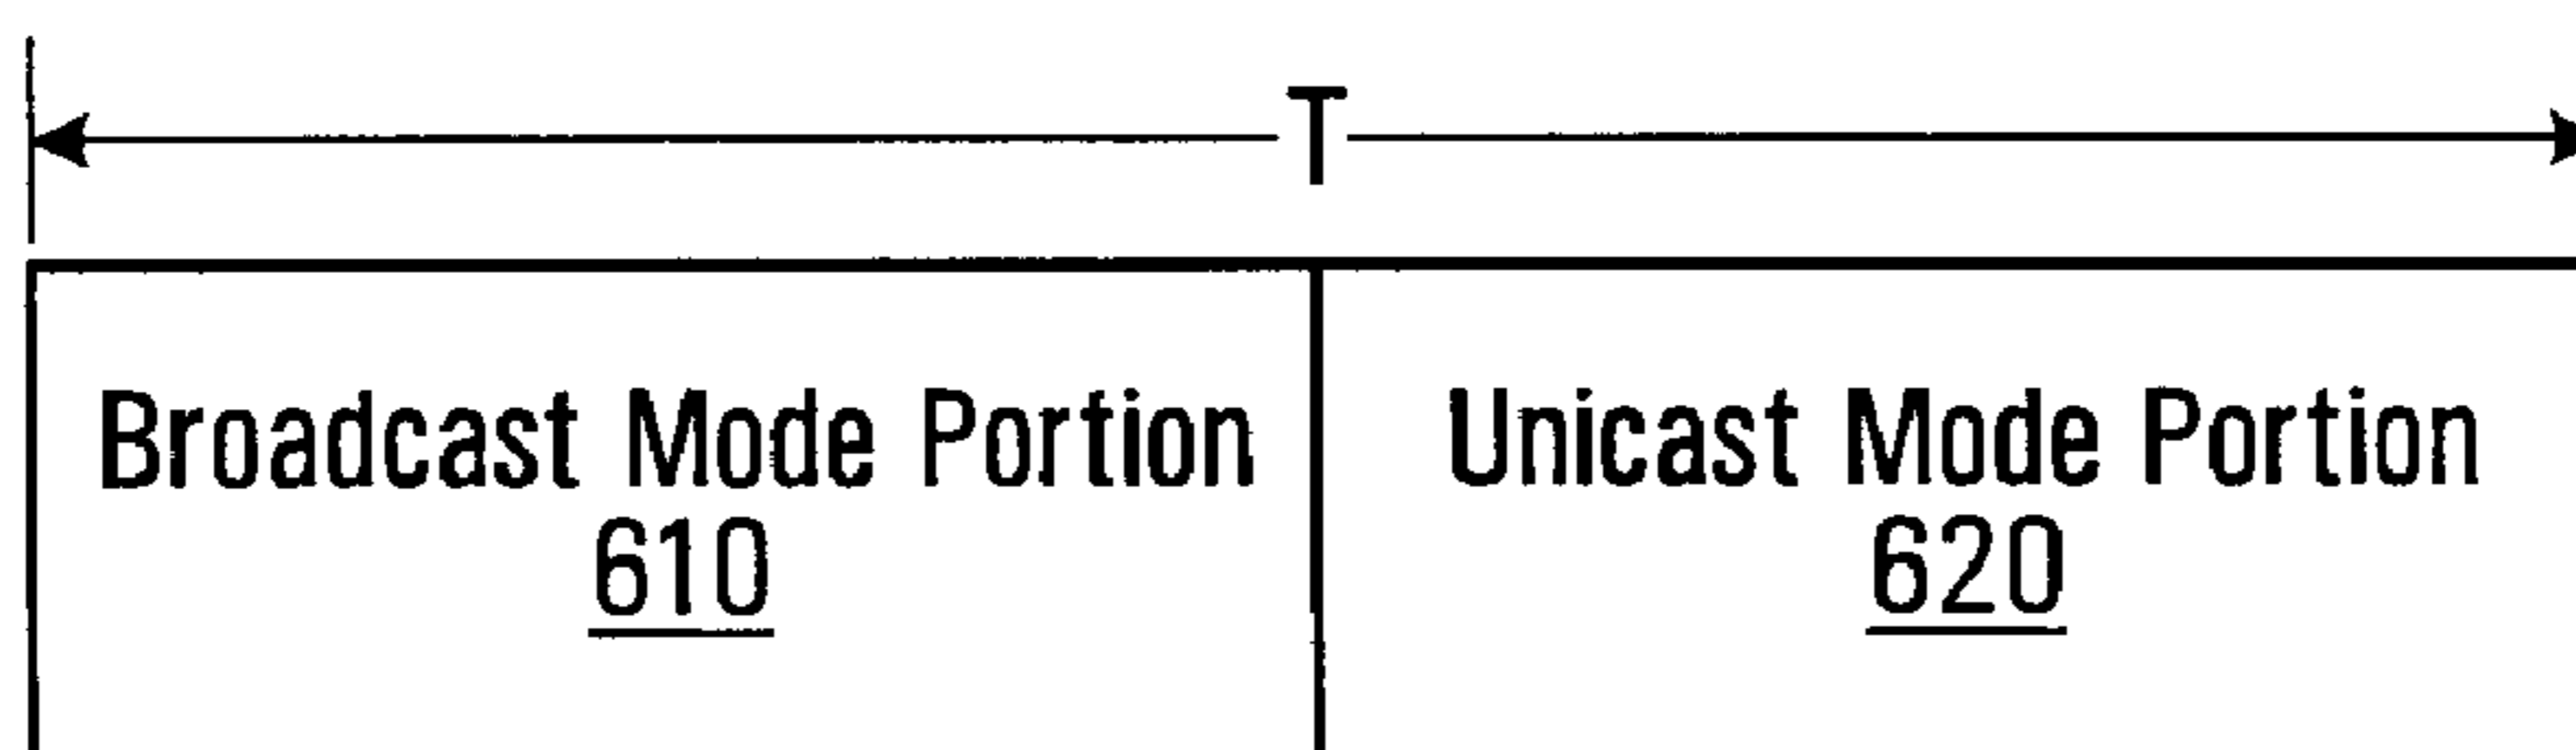 T
Broadcast Mode Portion
610
Unicast Mode Portion
620